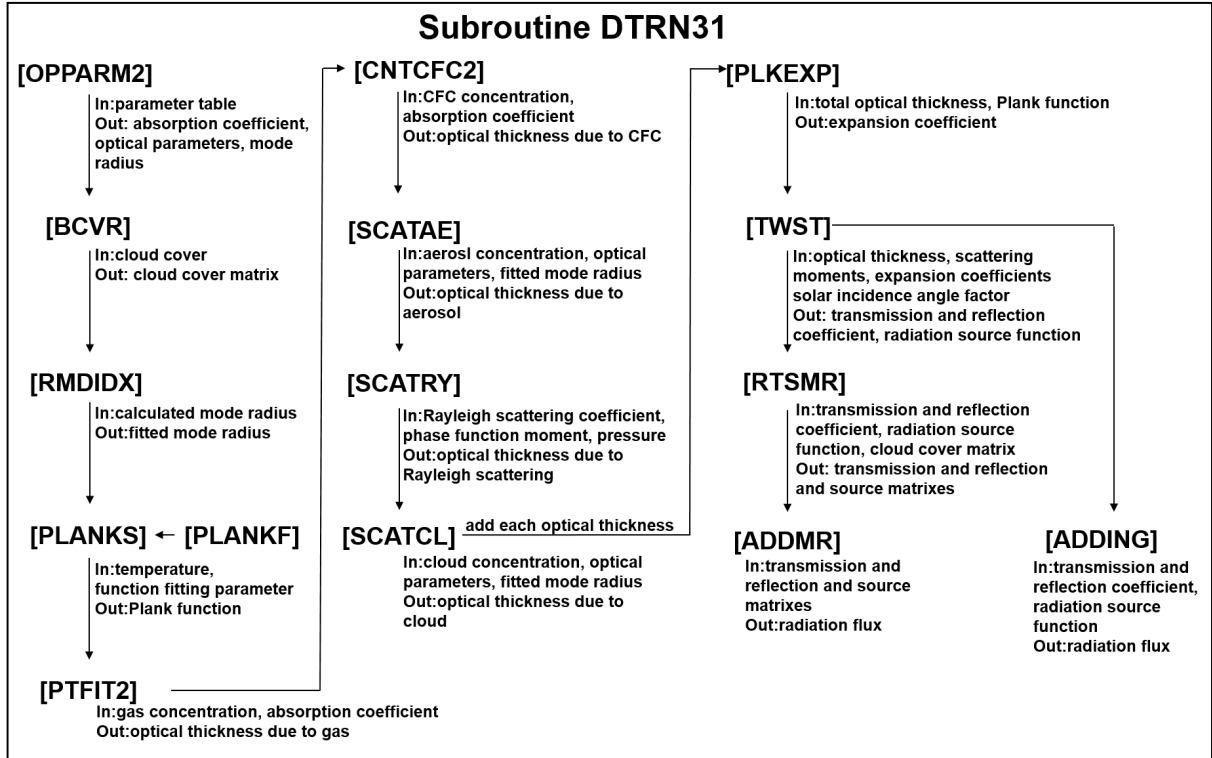 Subroutine DTRN31
[OPPARM2]
In:parameter table
Out: absorption coefficient,
optical parameters, mode
radius
[BCVR]
In:cloud cover
Out: cloud cover matrix
[RMDIDX]
In:calculated mode radius
Out:fitted mode radius
[PLANKS]
[PLANKF]
In:temperature,
function fitting parameter
Out:Plank function
[PTFIT2]
In:gas concentration, absorption coefficient
Out:optical thickness due to gas
[CNTCFC2]
In:CFC concentration,
absorption coefficient
Out:optical thickness due to CFC
[SCATAE]
In:aerosl concentration, optical
parameters, fitted mode radius
Out:optical thickness due to
aerosol
[SCATRY]
In:Rayleigh scattering coefficient,
phase function moment, pressure
Out:optical thickness due to
Rayleigh scattering
[SCATCL]
add each optical thickness
In:cloud concentration, optical
parameters, fitted mode radius
Out:optical thickness due to
cloud
[PLKEXP]
In:total optical thickness, Plank function
Out:expansion coefficient
[TWST]
In:optical thickness, scattering
moments, expansion coefficients
solar incidence angle factor
Out: transmission and reflection
coefficient, radiation source function
[RTSMR]
In:transmission and reflection
coefficient, radiation source
function, cloud cover matrix
Out: transmission and reflection
and source matrixes
[ADDMR]
In:transmission and
reflection and source
matrixes
Out:radiation flux
[ADDING]
In:transmission and
reflection coefficient,
radiation source
function
Out:radiation flux